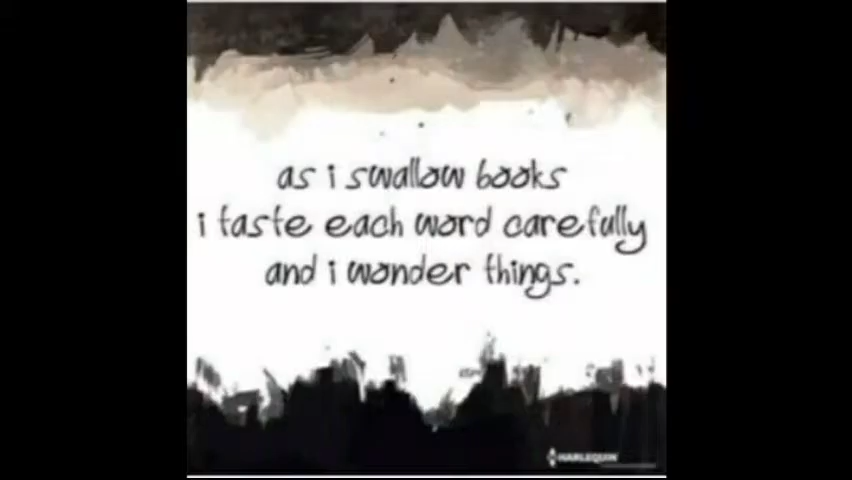 as i swallow books
i taste each word carefully
and i wonder things.
HARLEQUIN